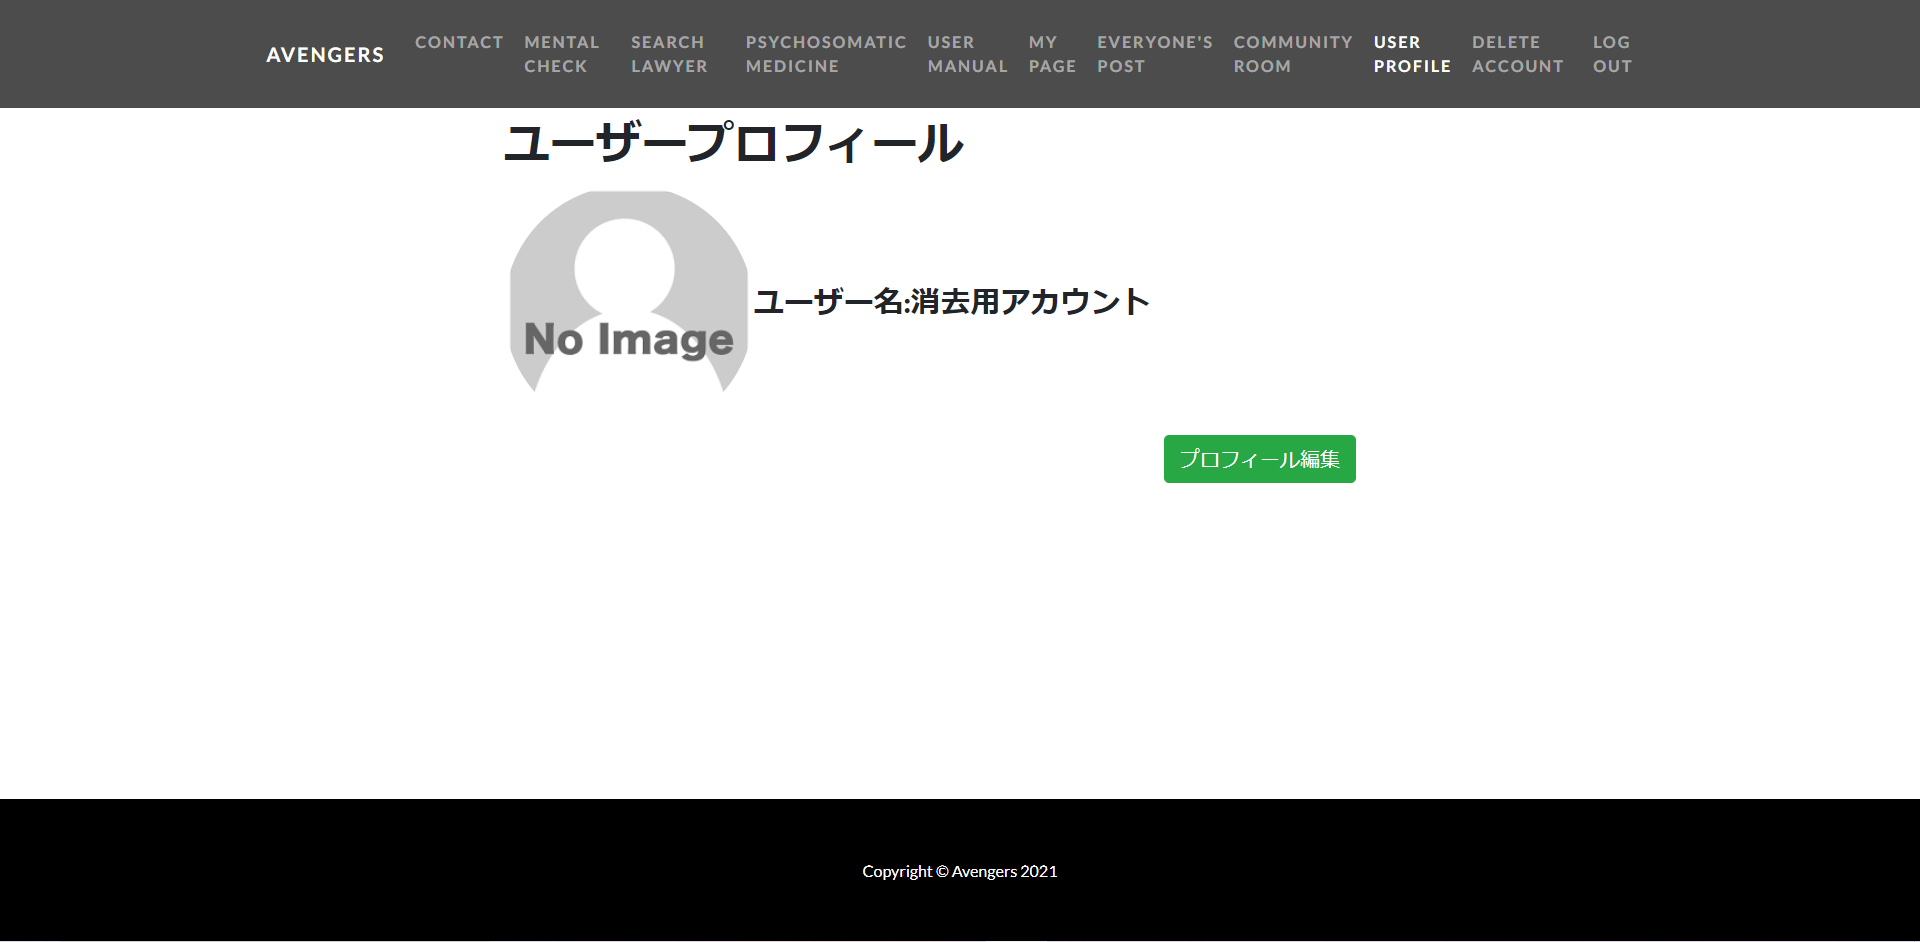 AVENGERS
CONTACT
MENTAL
CHECK
SEARCH
LAWYER
PSYCHOSOMATIC
MEDICINE
USER
MANUAL
MY
PAGE
EVERYONE'S
POST
COMMUNITY
ROOM
USER
PROFILE
DELETE
ACCOUNT
LOG
OUT
ユーザープロフィール
No Image
ユーザー名:消去用アカウント
プロフィール編集
Copyright © Avengers 2021